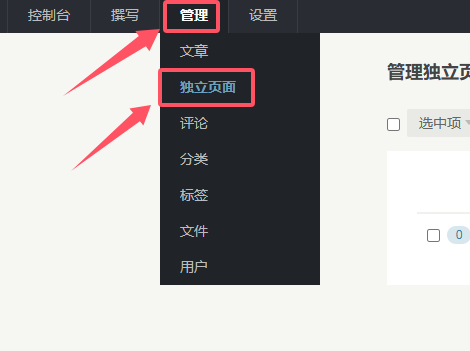 控制台 撰写 管理 设置
文章
管理独立页
独立页面
评论
选中项
分类
标签
文件
0
用户